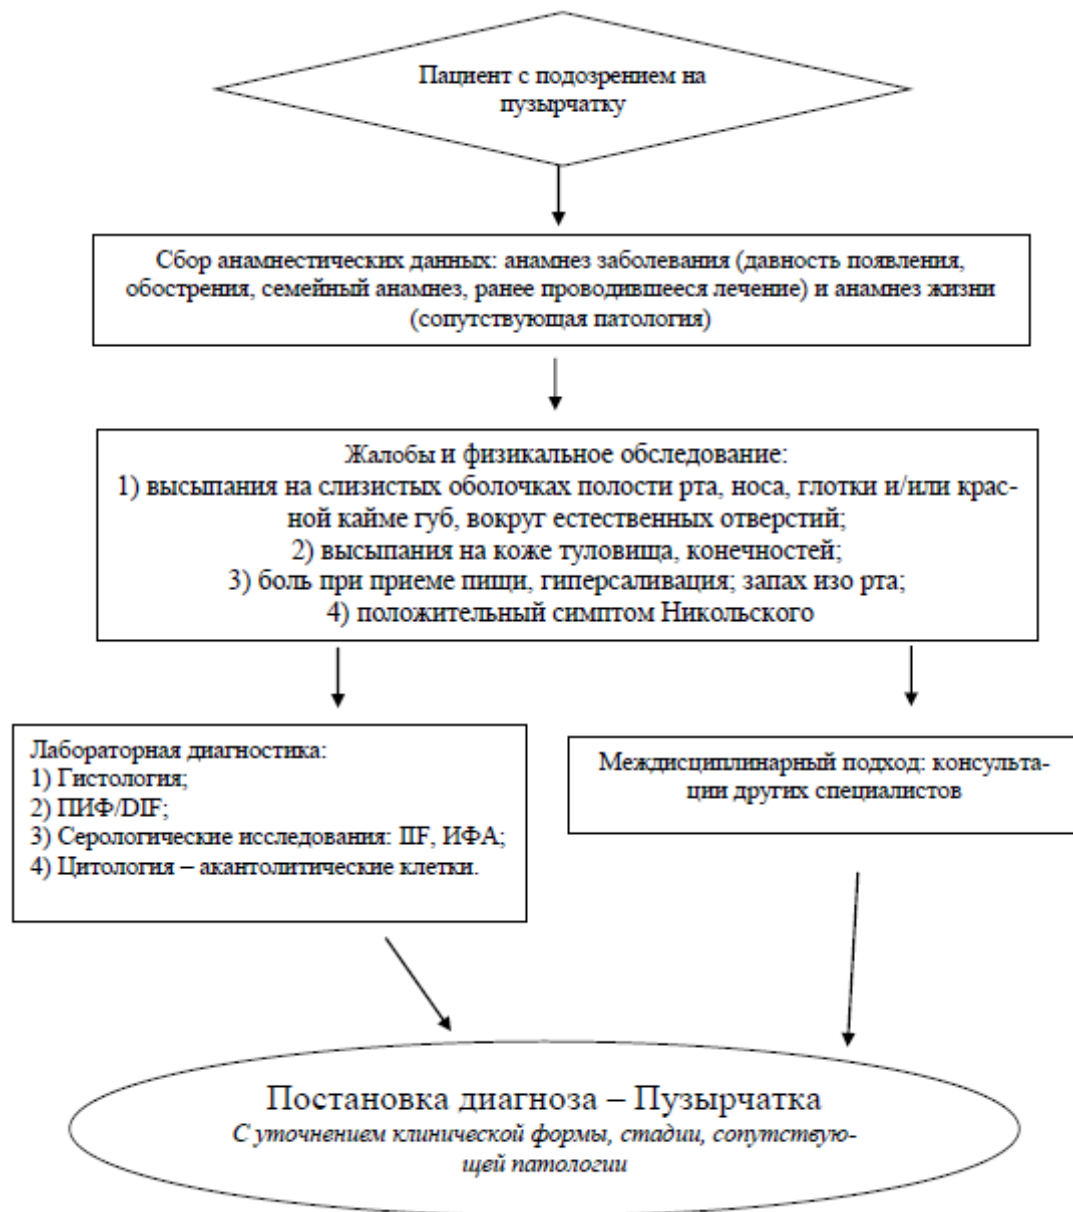 Пациент с подозрением на
пузырчатку
Сбор анамнестических данных: анамнез заболевания (давность появления,
обострения, семейный анамнез, ранее проводившееся лечение) и анамнез жизни
(сопутствующая патология)
Жалобы и физикальное обследование:
1) высыпания на слизистых оболочках полости рта, носа, глотки и/или крас-
ной кайме губ, вокруг естественных отверстий;
2) высыпания на коже туловища, конечностей;
3) боль при приеме пищи, гиперсаливация; запах изо рта;
4) положительный симптом Никольского
Лабораторная диагностика:
1) Гистология;
2) ПИФ/DIF;
3) Серологические исследования: IIF, ИФА;
4) Цитология – акантолитические клетки.
Междисциплинарный подход: консульта-
ции других специалистов
Постановка диагноза – Пузырчатка
С уточнением клинической формы, стадии, сопутствую-
щей патологии